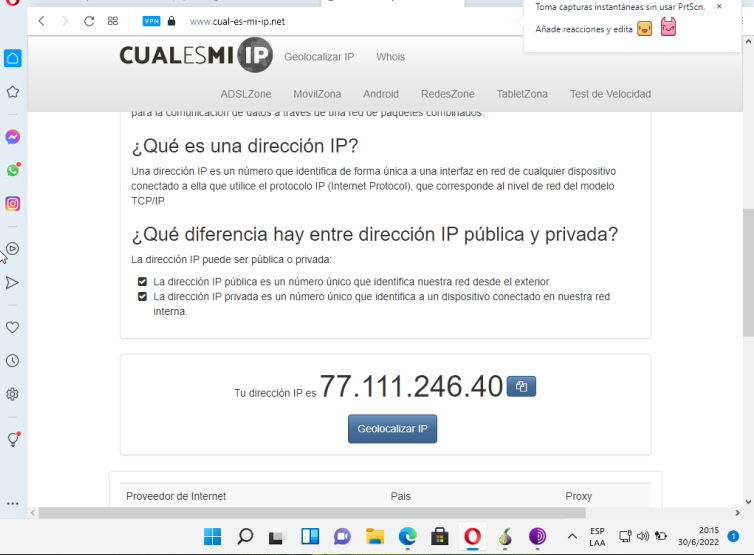 Toma capturas instantáneas sin usar PrtScn. ×
Añade reacciones y edita
VPN www.cual-es-mi-ip.net
CUALESMI IP Geolocalizar IP Whois
ADSLZone MovilZona Android RedesZone TabletZona Test de Velocidad
para la comunicación de datos a través de una red de paquetes combinados.
¿Qué es una dirección IP?
Una dirección IP es un número que identifica de forma única a una interfaz en red de cualquier dispositivo
conectado a ella que utilice el protocolo IP (Internet Protocol), que corresponde al nivel de red del modelo
TCP/IP.
¿Qué diferencia hay entre dirección IP pública y privada?
La dirección IP puede ser pública o privada:
La dirección IP pública es un número único que identifica nuestra red desde el exterior.
La dirección IP privada es un número único que identifica a un dispositivo conectado en nuestra red
interna.
Tu dirección IP es 77.111.246.40
Geolocalizar IP
Proveedor de Internet Pais Proxy
ESP
LAA
20:15
30/6/2022
1